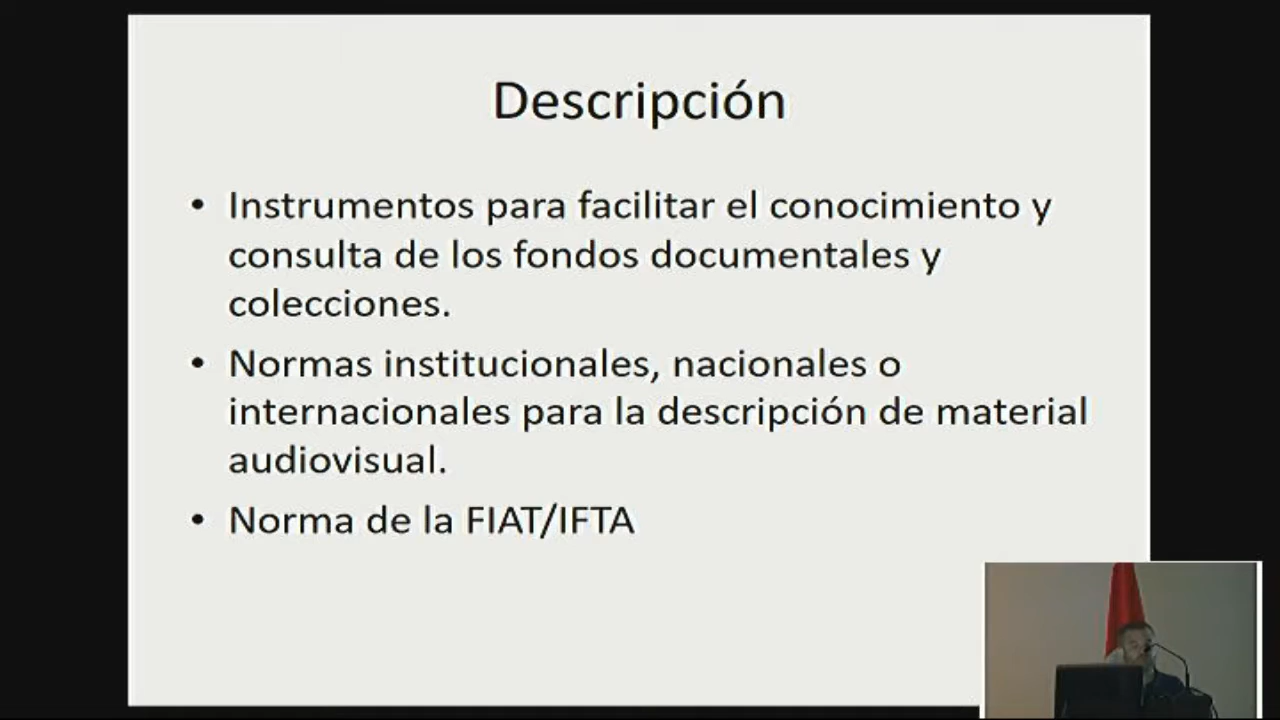 Descripción
• Instrumentos para facilitar el conocimiento y
consulta de los fondos documentales y
colecciones.
• Normas institucionales, nacionales o
internacionales para la descripción de material
audiovisual.
• Norma de la FIAT/IFTA